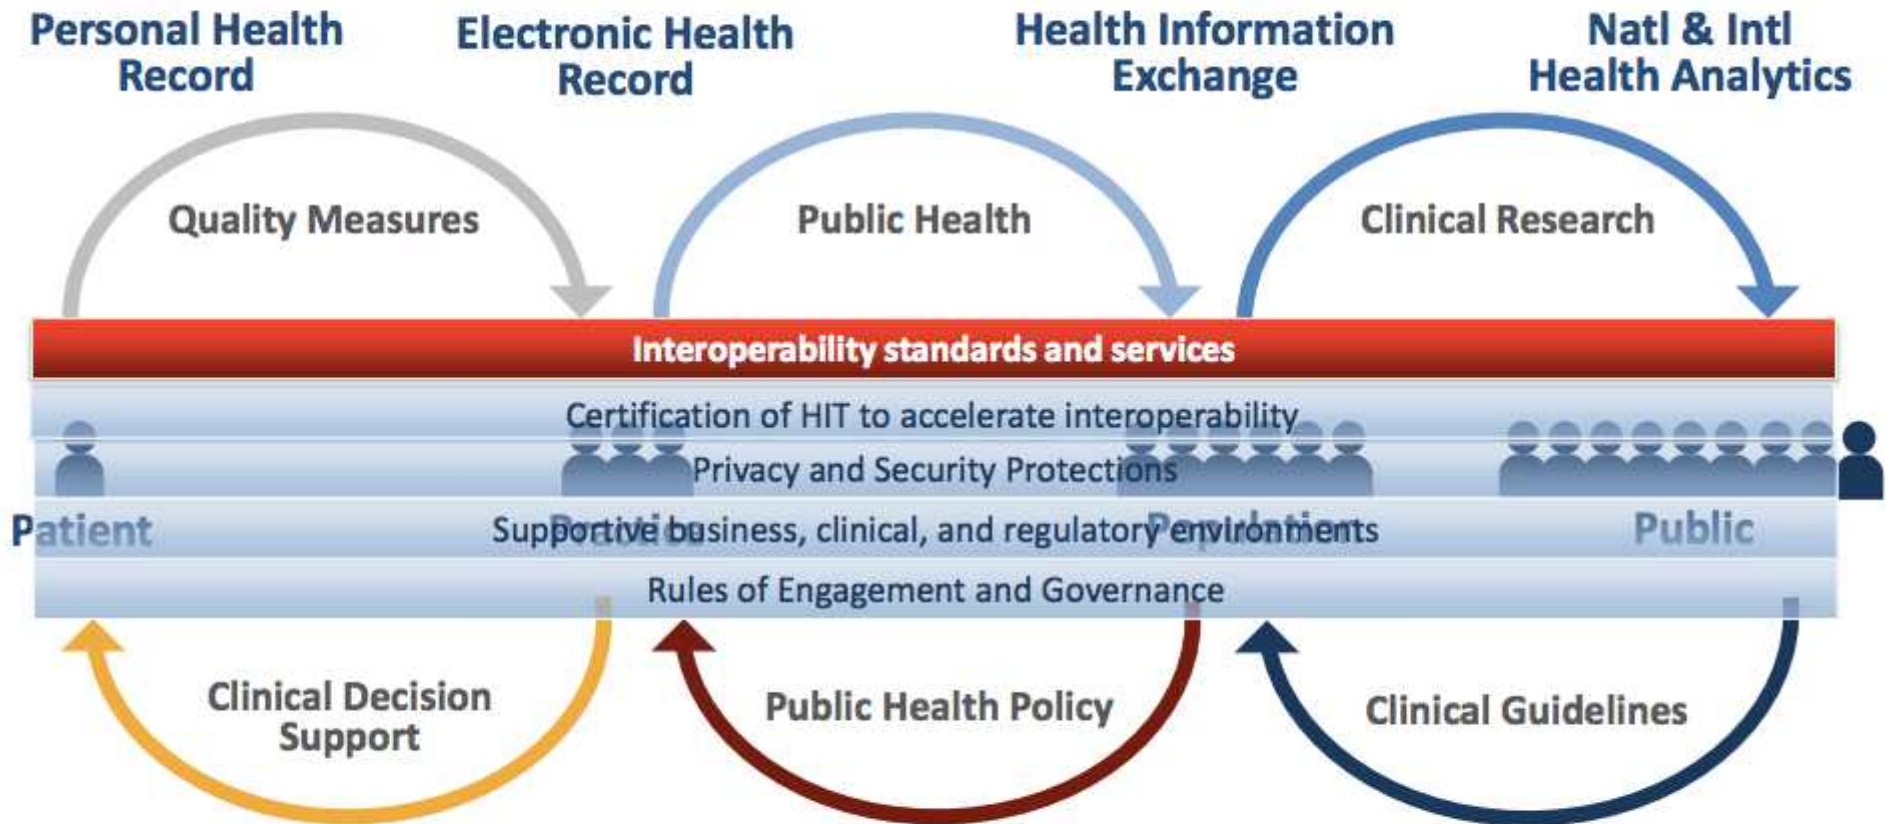 Personal Health
Record
Electronic Health
Record
Health Information
Exchange
Natl & Intl
Health Analytics
Quality Measures
Public Health
Clinical Research
Interoperability standards and services
Certification of HIT to accelerate interoperability
Privacy and Security Protections
Patient
Practice
Supportive business, clinical, and regulatory environments
Population
Public
Rules of Engagement and Governance
Clinical Decision
Support
Public Health Policy
Clinical Guidelines